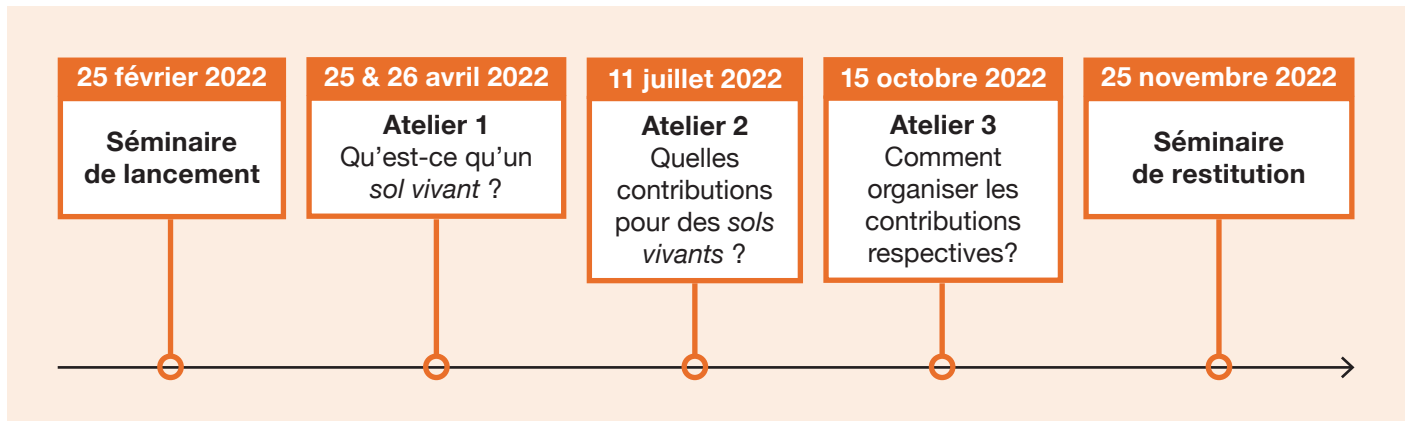 25 février 2022
Séminaire
de lancement
25 & 26 avril 2022
Atelier 1
Qu’est-ce qu’un
sol vivant ?
11 juillet 2022
Atelier 2
Quelles
contributions
pour des sols
vivants ?
15 octobre 2022
Atelier 3
Comment
organiser les
contributions
respectives?
25 novembre 2022
Séminaire
de restitution